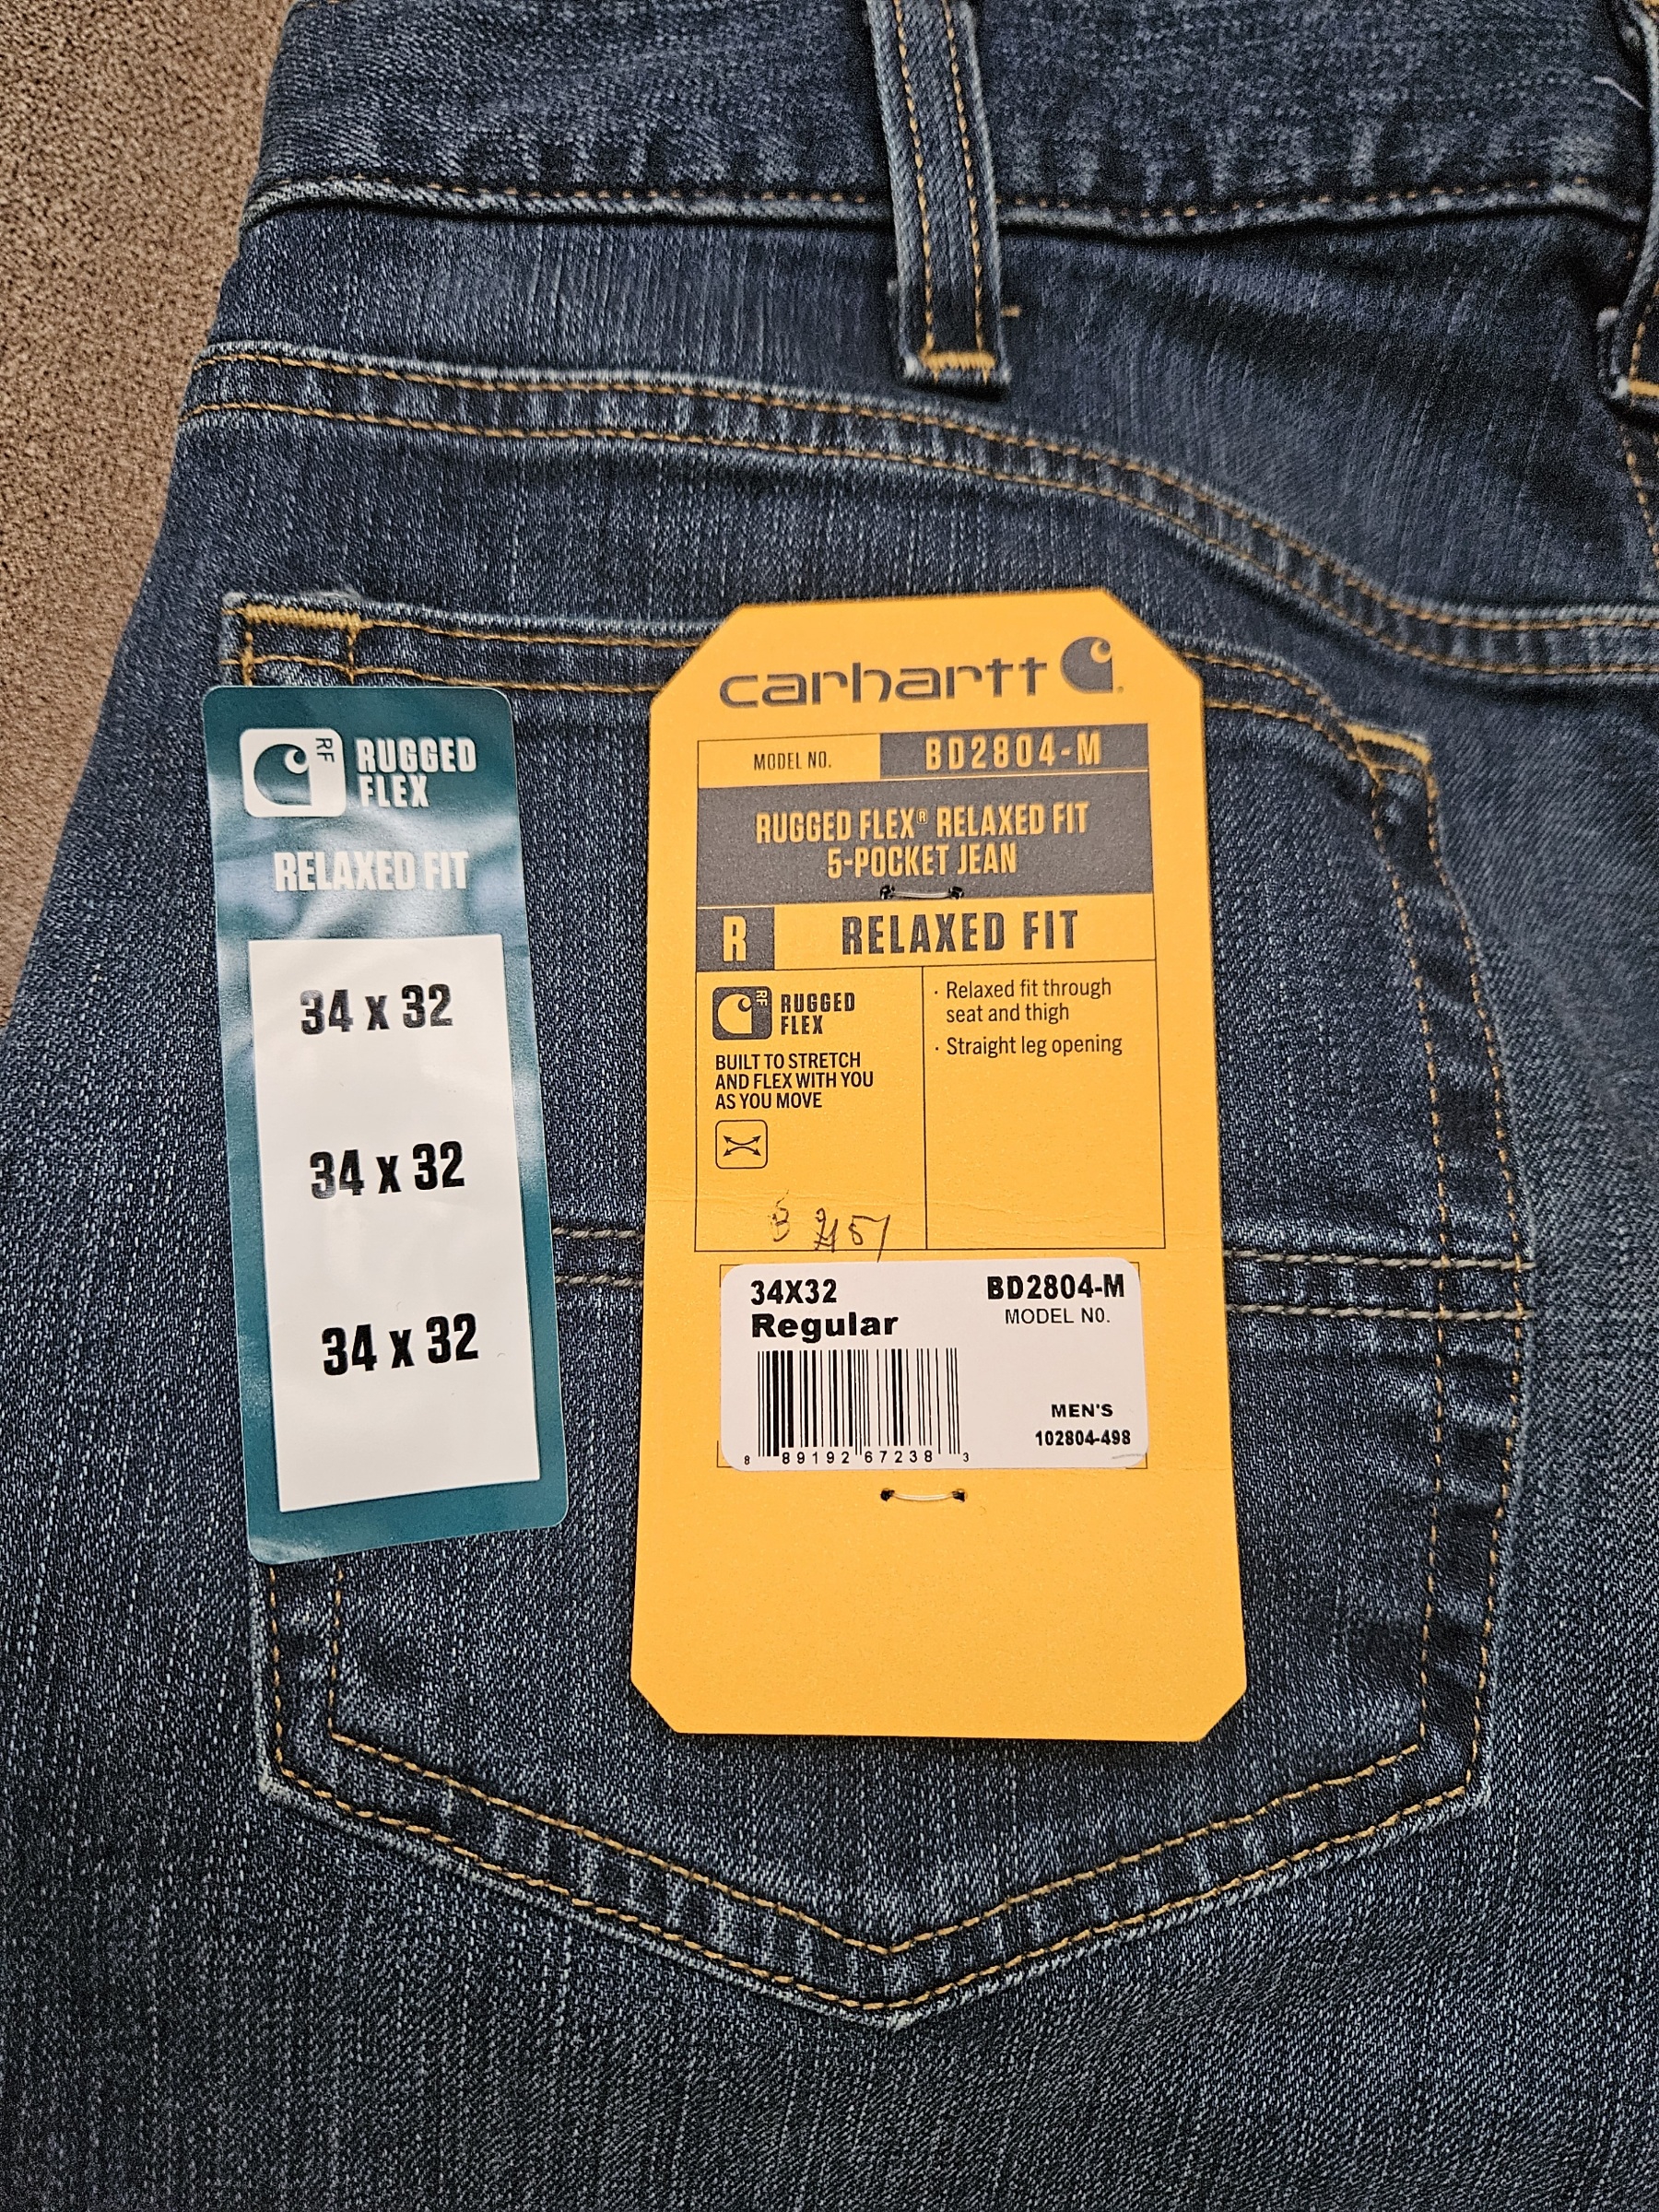 RUGGED
FLEX
RF
RELAXED FIT
34 x 32
34 x 32
34 x 32
carhartt
MODEL NO. BD2804-M
RUGGED FLEX® RELAXED FIT
5-POCKET JEAN
R RELAXED FIT
RF
RUGGED
FLEX
BUILT TO STRETCH
AND FLEX WITH YOU
AS YOU MOVE
· Relaxed fit through
seat and thigh
· Straight leg opening
34X32 BD2804-M
Regular MODEL NO.
MEN'S
102804-498
8 89192 67238 3